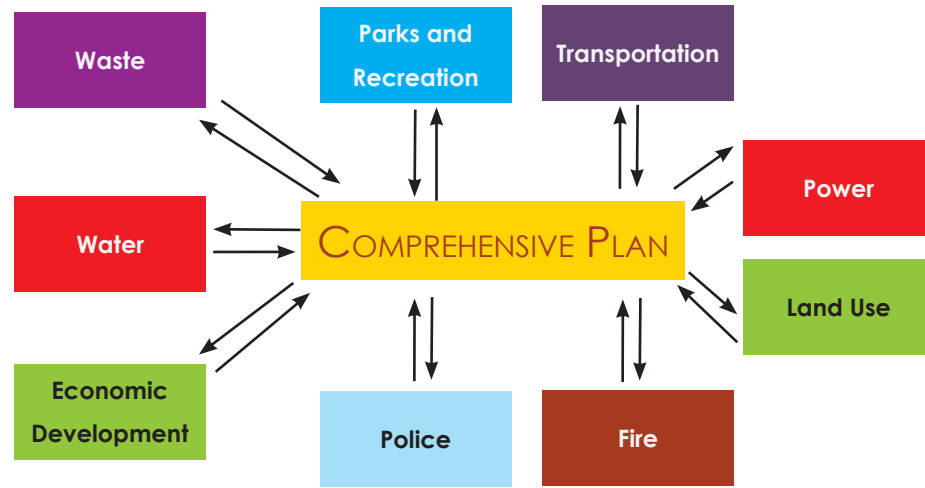 Waste
Parks and
Recreation
Transportation
Power
Water
COMPREHENSIVE PLAN
Land Use
Economic
Development
Police
Fire